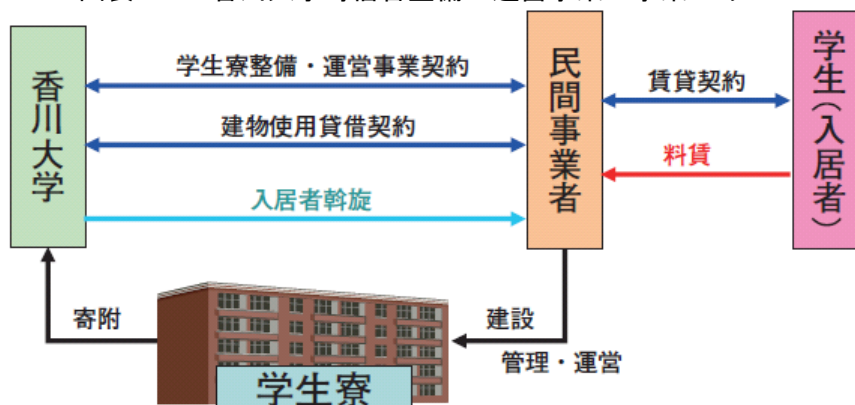 学生寮整備・運営事業契約
建物使用貸借契約
入居者斡旋
香川大学
民間事業者
賃貸契約
料賃
学生(入居者)
寄附
建設
管理・運営
学生寮